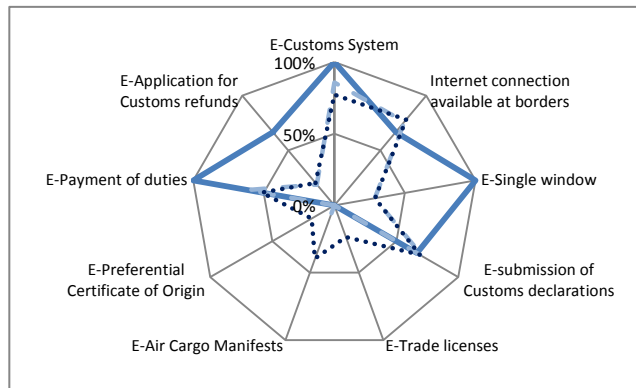 E-Customs System
100%
50%
0%
Internet connection
available at borders
E-Single window
E-submission of
Customs declarations
E-Trade licenses
E-Air Cargo Manifests
E-Preferential
Certificate of Origin
E-Payment of duties
E-Application for
Customs refunds